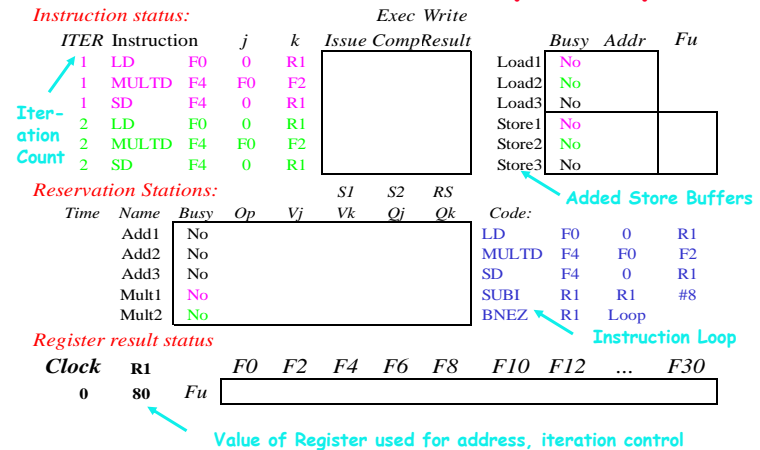 Instruction status: Exec Write
ITER Instruction j k Issue Comp Result Busy Addr Fu
1 LD F0 0 R1 Load1 No
1 MULTD F4 F0 F2 Load2 No
1 SD F4 0 R1 Load3 No
2 LD F0 0 R1 Store1 No
2 MULTD F4 F0 F2 Store2 No
2 SD F4 0 R1 Store3 No
Iter-
ation
Count
Added Store Buffers
Reservation Stations: S1 S2 RS
Time Name Busy Op Vj Vk Qj Qk Code:
Add1 No LD F0 0 R1
Add2 No MULTD F4 F0 F2
Add3 No SD F4 0 R1
Mult1 No SUBI R1 R1 #8
Mult2 No BNEZ R1 Loop
Instruction Loop
Register result status
Clock R1 F0 F2 F4 F6 F8 F10 F12 ... F30
0 80 Fu
Value of Register used for address, iteration control